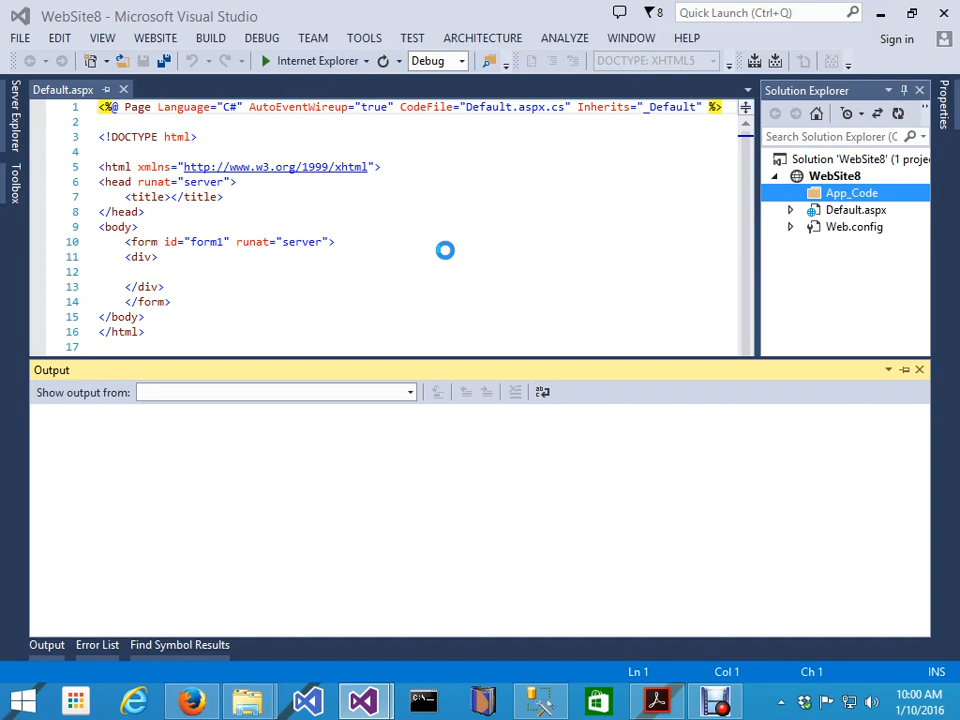 WebSite8 - Microsoft Visual Studio
8
Quick Launch (Ctrl+Q)
FILE EDIT VIEW WEBSITE BUILD DEBUG TEAM TOOLS TEST ARCHITECTURE ANALYZE WINDOW HELP
Sign in
Internet Explorer
Debug
DOCTYPE: XHTML5
Server Explorer
Toolbox
Default.aspx
1 <%@ Page Language="C#" AutoEventWireup="true" CodeFile="Default.aspx.cs" Inherits="_Default" %>
2
3 <!DOCTYPE html>
4
5 <html xmlns="http://www.w3.org/1999/xhtml">
6 <head runat="server">
7 <title></title>
8 </head>
9 <body>
10 <form id="form1" runat="server">
11 <div>
12
13 </div>
14 </form>
15 </body>
16 </html>
17
Solution Explorer
Search Solution Explorer (
Solution 'WebSite8' (1 proje
WebSite8
App_Code
Default.aspx
Web.config
Properties
Output
Show output from:
Output Error List Find Symbol Results
Ln 1 Col 1 Ch 1 INS
10:00 AM
1/10/2016